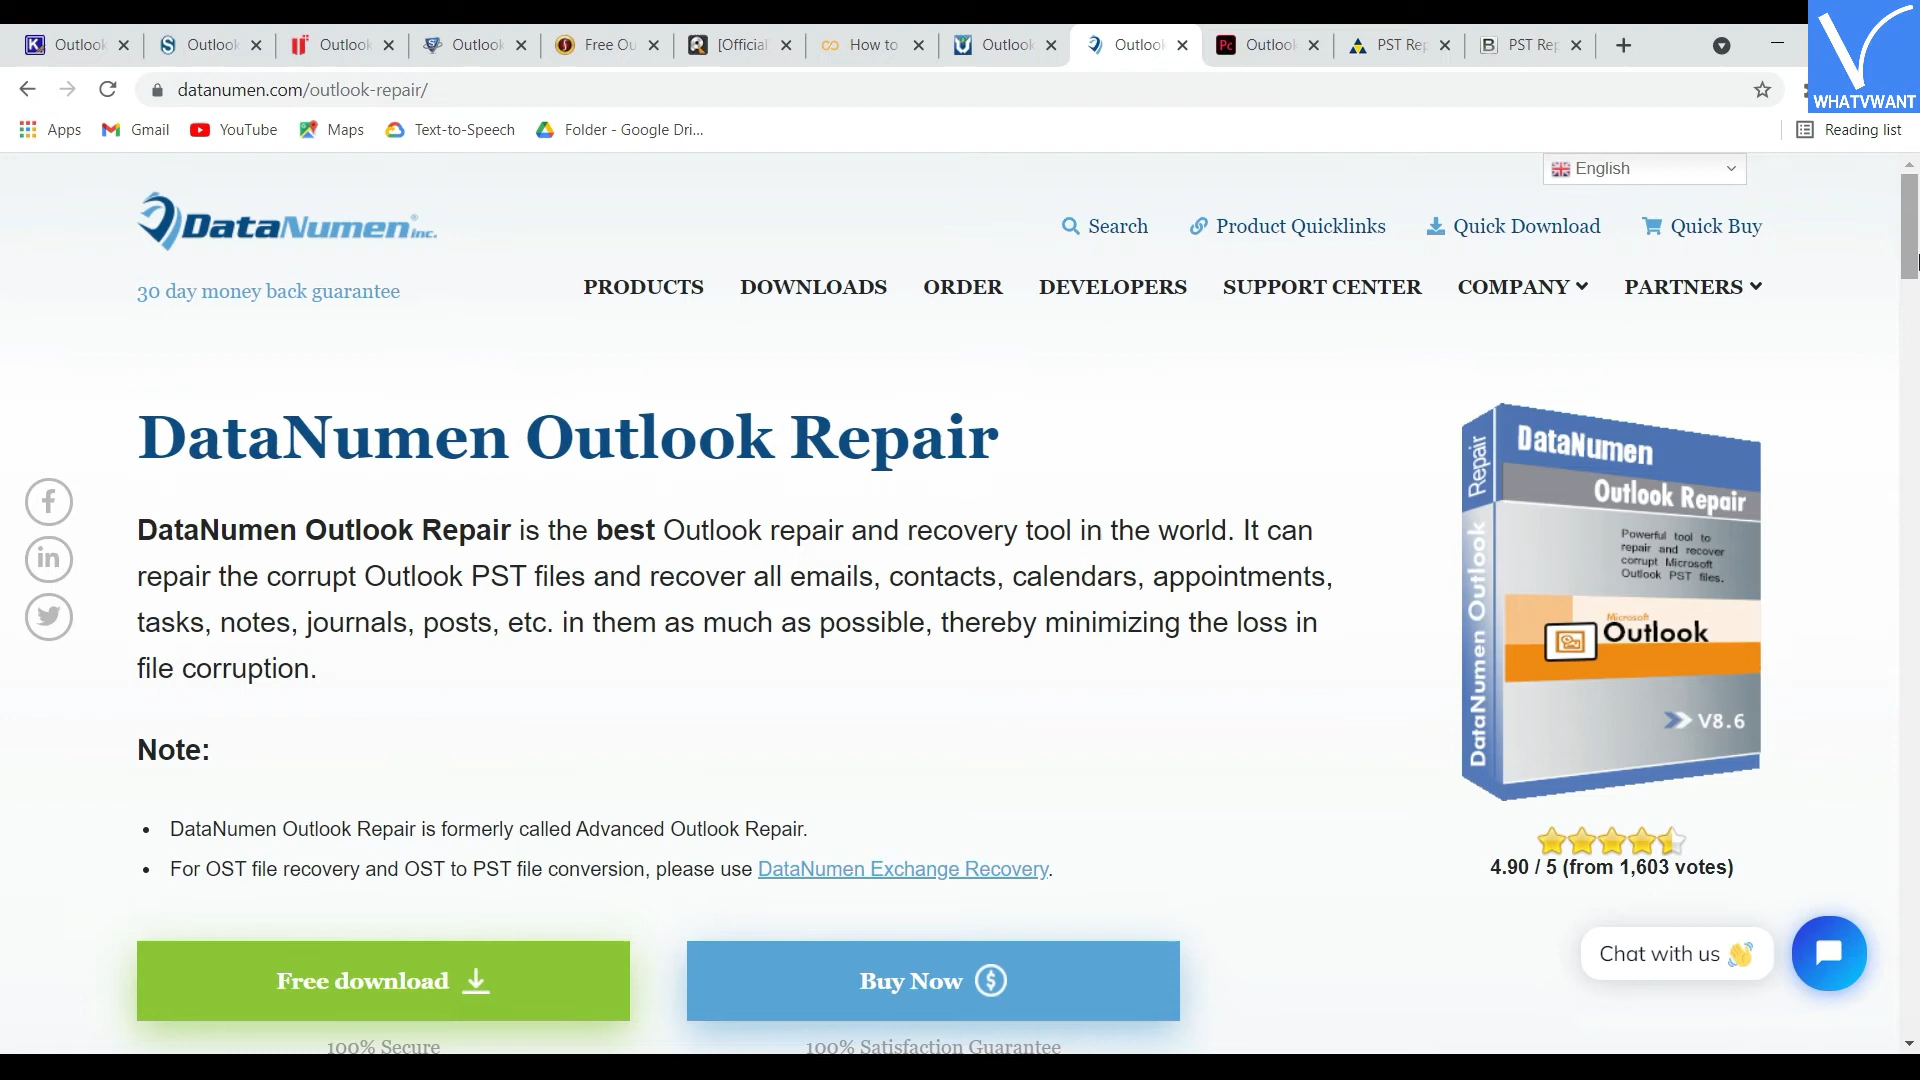 Outlook
Outlook
Outlook
Outlook
Free Ou
[Official
How to
Outlook
Outlook
Outlook
PST Rep
PST Rep
WHATVWANT
datanumen.com/outlook-repair/
Apps
Gmail
YouTube
Maps
Text-to-Speech
Folder - Google Dri...
Reading list
English
DataNumen inc.
Search
Product Quicklinks
Quick Download
Quick Buy
30 day money back guarantee
PRODUCTS
DOWNLOADS
ORDER
DEVELOPERS
SUPPORT CENTER
COMPANY
PARTNERS
DataNumen Outlook Repair
DataNumen Outlook Repair is the best Outlook repair and recovery tool in the world. It can
repair the corrupt Outlook PST files and recover all emails, contacts, calendars, appointments,
tasks, notes, journals, posts, etc. in them as much as possible, thereby minimizing the loss in
file corruption.
Note:
• DataNumen Outlook Repair is formerly called Advanced Outlook Repair.
• For OST file recovery and OST to PST file conversion, please use DataNumen Exchange Recovery.
Free download
Buy Now
100% Secure
100% Satisfaction Guarantee
DataNumen
Outlook Repair
Powerful tool to
repair and recover
corrupt Microsoft
Outlook PST files.
Microsoft
Outlook
V8.6
DataNumen Outlook Repair
4.90 / 5 (from 1,603 votes)
Chat with us 👋